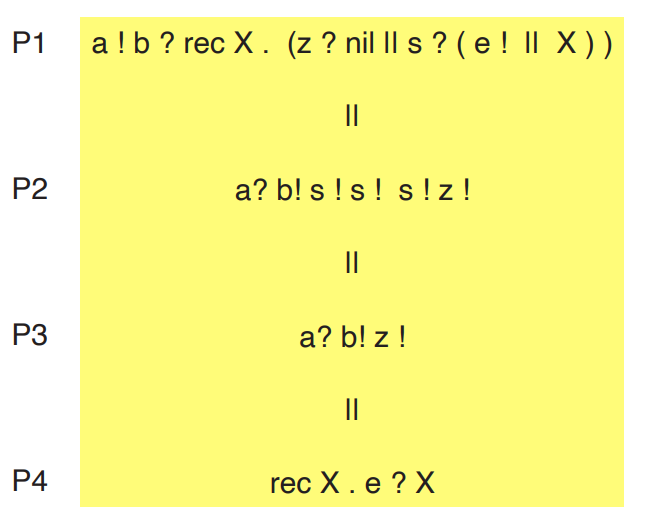 P1 a ! b ? rec X . (z ? nil ll s ? ( e ! ll X ) )
ll
P2 a? b! s ! s ! s ! z !
ll
P3 a? b! z !
ll
P4 rec X . e ? X